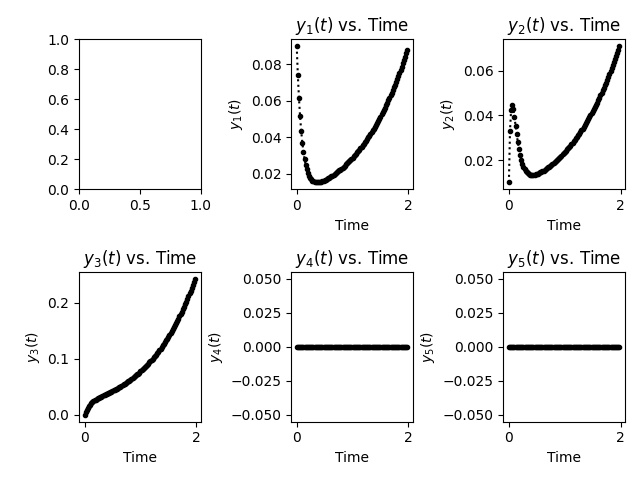 1.0
0.8
0.6
0.4
0.2
0.0
0.0 0.5 1.0
y₁(t) vs. Time
y₁(t)
0.08
0.06
0.04
0.02
0 2
Time
y₂(t) vs. Time
y₂(t)
0.06
0.04
0.02
0 2
Time
y₃(t) vs. Time
y₃(t)
0.2
0.1
0.0
0 2
Time
y₄(t) vs. Time
y₄(t)
0.050
0.025
0.000
−0.025
−0.050
0 2
Time
y₅(t) vs. Time
y₅(t)
0.050
0.025
0.000
−0.025
−0.050
0 2
Time